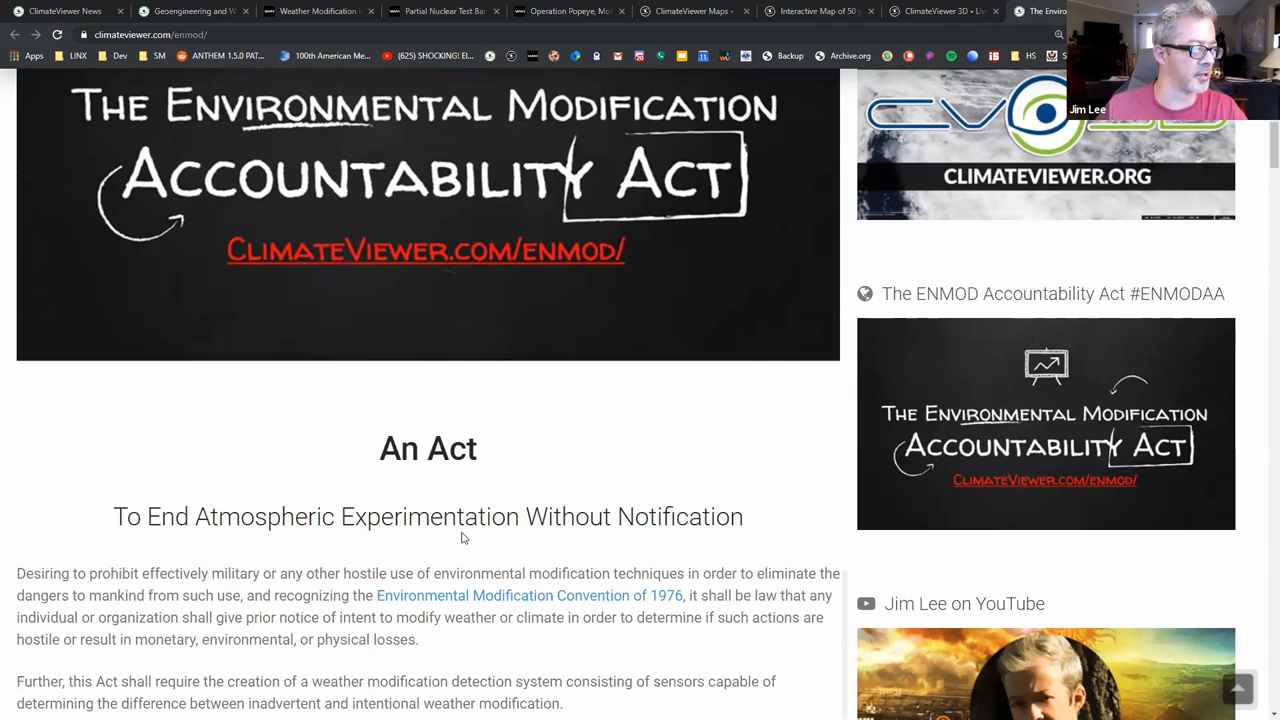 ClimateViewer News
Geoengineering and W
Weather Modification
Partial Nuclear Test Ban
Operation Popeye, Mot
ClimateViewer Maps •
Interactive Map of 50 y
ClimateViewer 3D • Liv
The Environ
climateviewer.com/enmod/
Apps
LINX
Dev
SM
ANTHEM 1.5.0 PAT...
100th American Me...
(625) SHOCKING! El...
Backup
Archive.org
HS
SK
Jim Lee
The Environmental Modification
Accountability Act
ClimateViewer.com/enmod/
An Act
To End Atmospheric Experimentation Without Notification
Desiring to prohibit effectively military or any other hostile use of environmental modification techniques in order to eliminate the
dangers to mankind from such use, and recognizing the Environmental Modification Convention of 1976, it shall be law that any
individual or organization shall give prior notice of intent to modify weather or climate in order to determine if such actions are
hostile or result in monetary, environmental, or physical losses.
Further, this Act shall require the creation of a weather modification detection system consisting of sensors capable of
determining the difference between inadvertent and intentional weather modification.
CLIMATEVIEWER.ORG
The ENMOD Accountability Act #ENMODAA
The Environmental Modification
Accountability Act
ClimateViewer.com/enmod/
Jim Lee on YouTube